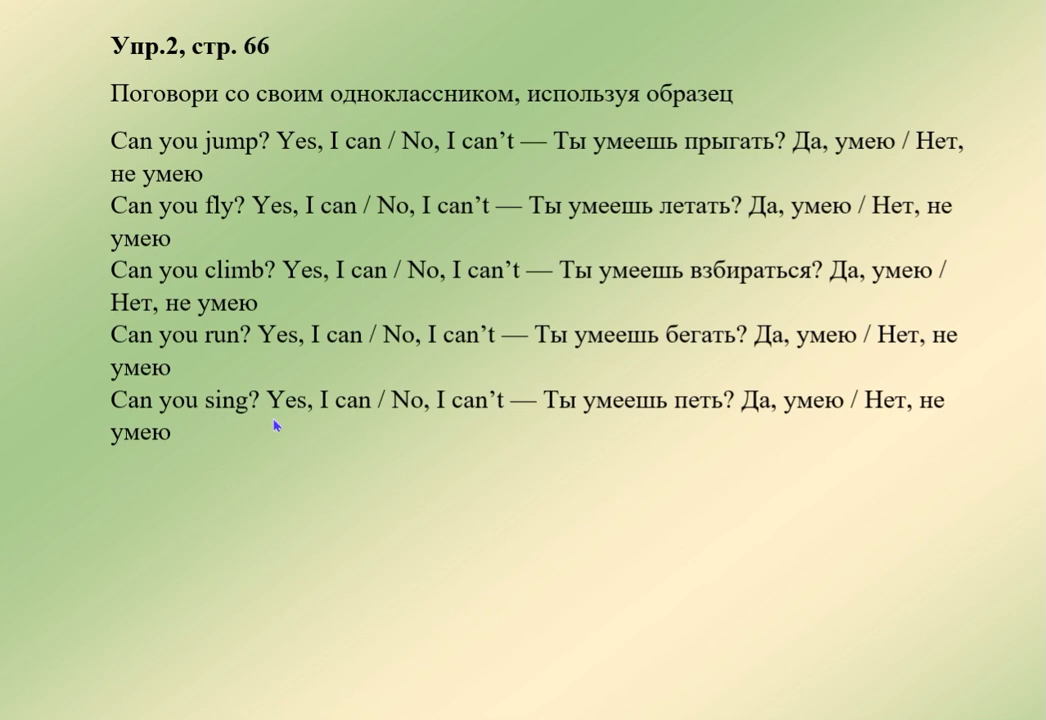 Упр.2, стр. 66
Поговори со своим одноклассником, используя образец
Can you jump? Yes, I can / No, I can’t — Ты умеешь прыгать? Да, умею / Нет,
не умею
Can you fly? Yes, I can / No, I can’t — Ты умеешь летать? Да, умею / Нет, не
умею
Can you climb? Yes, I can / No, I can’t — Ты умеешь взбираться? Да, умею /
Нет, не умею
Can you run? Yes, I can / No, I can’t — Ты умеешь бегать? Да, умею / Нет, не
умею
Can you sing? Yes, I can / No, I can’t — Ты умеешь петь? Да, умею / Нет, не
умею